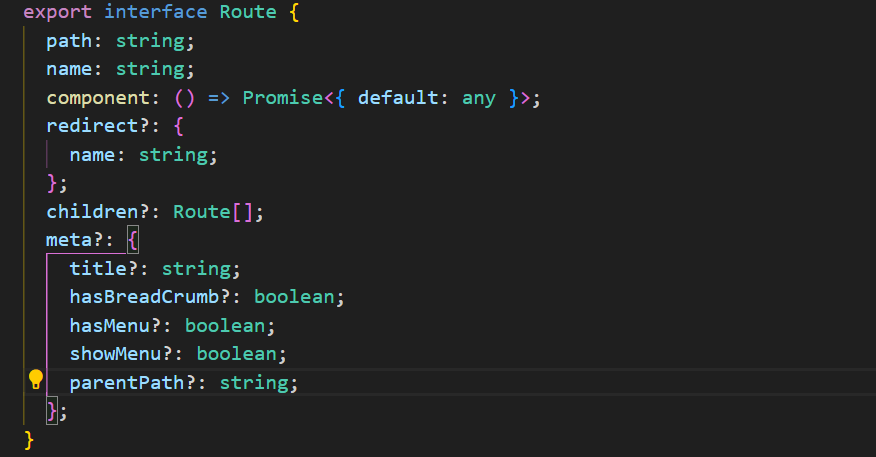 export interface Route {
path: string;
name: string;
component: () => Promise<{ default: any }>;
redirect?: {
name: string;
};
children?: Route[];
meta?: {
title?: string;
hasBreadCrumb?: boolean;
hasMenu?: boolean;
showMenu?: boolean;
parentPath?: string;
};
}